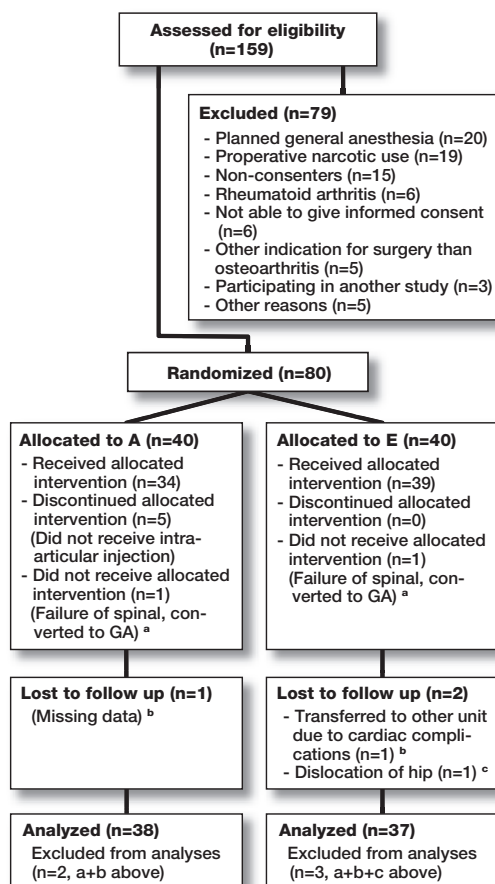 Assessed for eligibility
(n=159)
Excluded (n=79)
- Planned general anesthesia (n=20)
- Properative narcotic use (n=19)
- Non-consenters (n=15)
- Rheumatoid arthritis (n=6)
- Not able to give informed consent
(n=6)
- Other indication for surgery than
osteoarthritis (n=5)
- Participating in another study (n=3)
- Other reasons (n=5)
Randomized (n=80)
Allocated to A (n=40)
- Received allocated
intervention (n=34)
- Discontinued allocated
intervention (n=5)
(Did not receive intra-
articular injection)
- Did not receive allocated
intervention (n=1)
(Failure of spinal, con-
verted to GA) a
Allocated to E (n=40)
- Received allocated
intervention (n=39)
- Discontinued allocated
intervention (n=0)
- Did not receive allocated
intervention (n=1)
(Failure of spinal, con-
verted to GA) a
Lost to follow up (n=1)
(Missing data) b
Lost to follow up (n=2)
- Transferred to other unit
due to cardiac compli-
cations (n=1) b
- Dislocation of hip (n=1) c
Analyzed (n=38)
Excluded from analyses
(n=2, a+b above)
Analyzed (n=37)
Excluded from analyses
(n=3, a+b+c above)